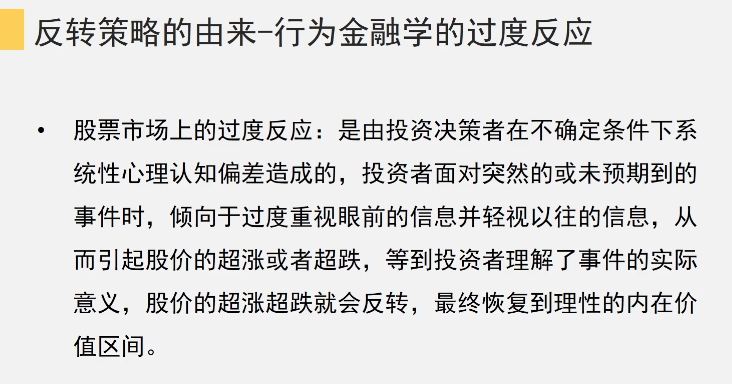 反转策略的由来-行为金融学的过度反应
• 股票市场上的过度反应：是由投资决策者在不确定条件下系
统性心理认知偏差造成的，投资者面对突然的或未预期到的
事件时，倾向于过度重视眼前的信息并轻视以往的信息，从
而引起股价的超涨或者超跌，等到投资者理解了事件的实际
意义，股价的超涨超跌就会反转，最终恢复到理性的内在价
值区间。